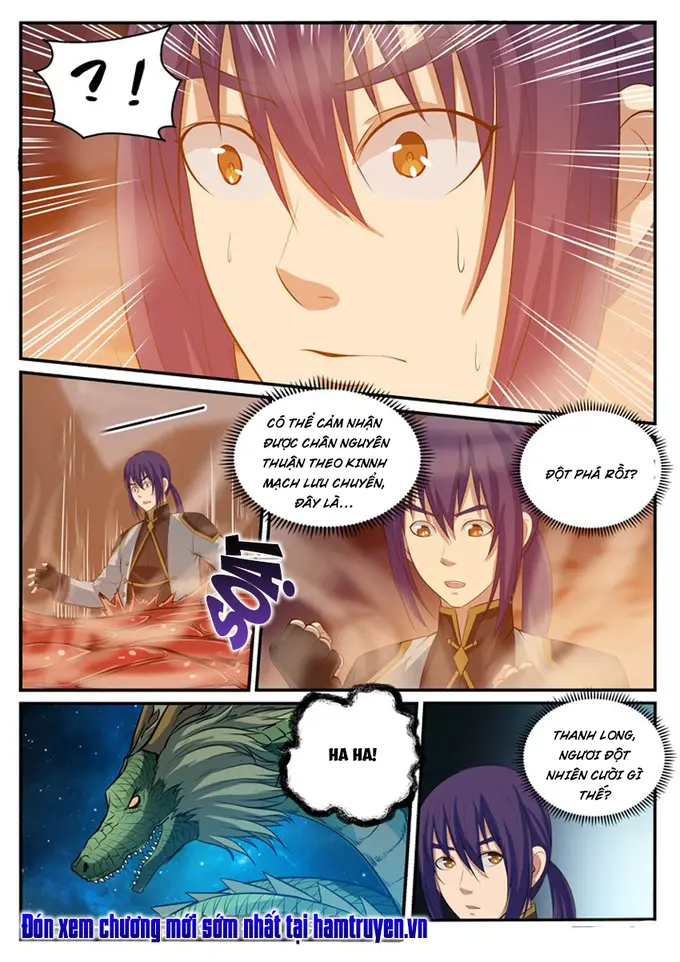 ?!
CÓ THỂ CẢM NHẬN
ĐƯỢC CHÂN NGUYÊN
THUẬN THEO KINNH
MẠCH LƯU CHUYỂN,
ĐÂY LÀ...
ĐỘT PHÁ RỒI?
SOẠT
HA HA!
THANH LONG,
NGƯƠI ĐỘT
NHIÊN CƯỜI GÌ
THẾ?
Đón xem chương mới sớm nhất tại hamtruyen.vn